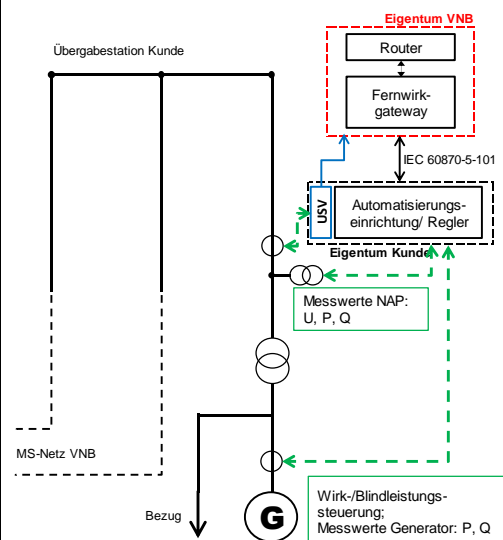 Eigentum VNB
Router
Fernwirk-
gateway
Übergabestation Kunde
IEC 60870-5-101
USV
Automatisierungs-
einrichtung/ Regler
Eigentum Kunde
Messwerte NAP:
U, P, Q
MS-Netz VNB
Bezug
G
Wirk-/Blindleistungs-
steuerung;
Messwerte Generator: P, Q